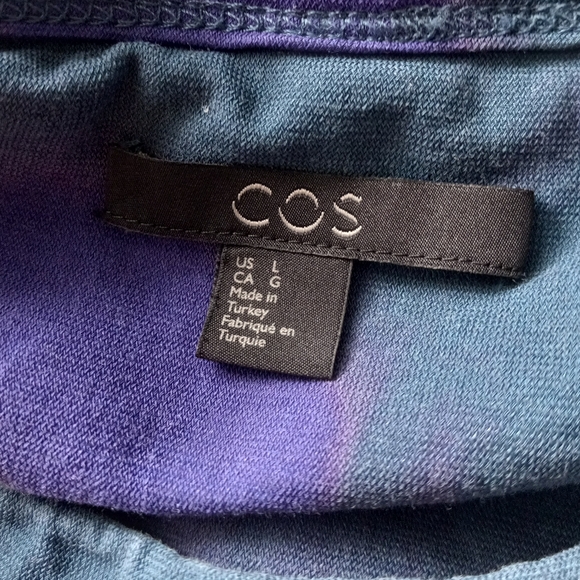 COS
US L
CA G
Made in
Turkey
Fabriqué en
Turquie